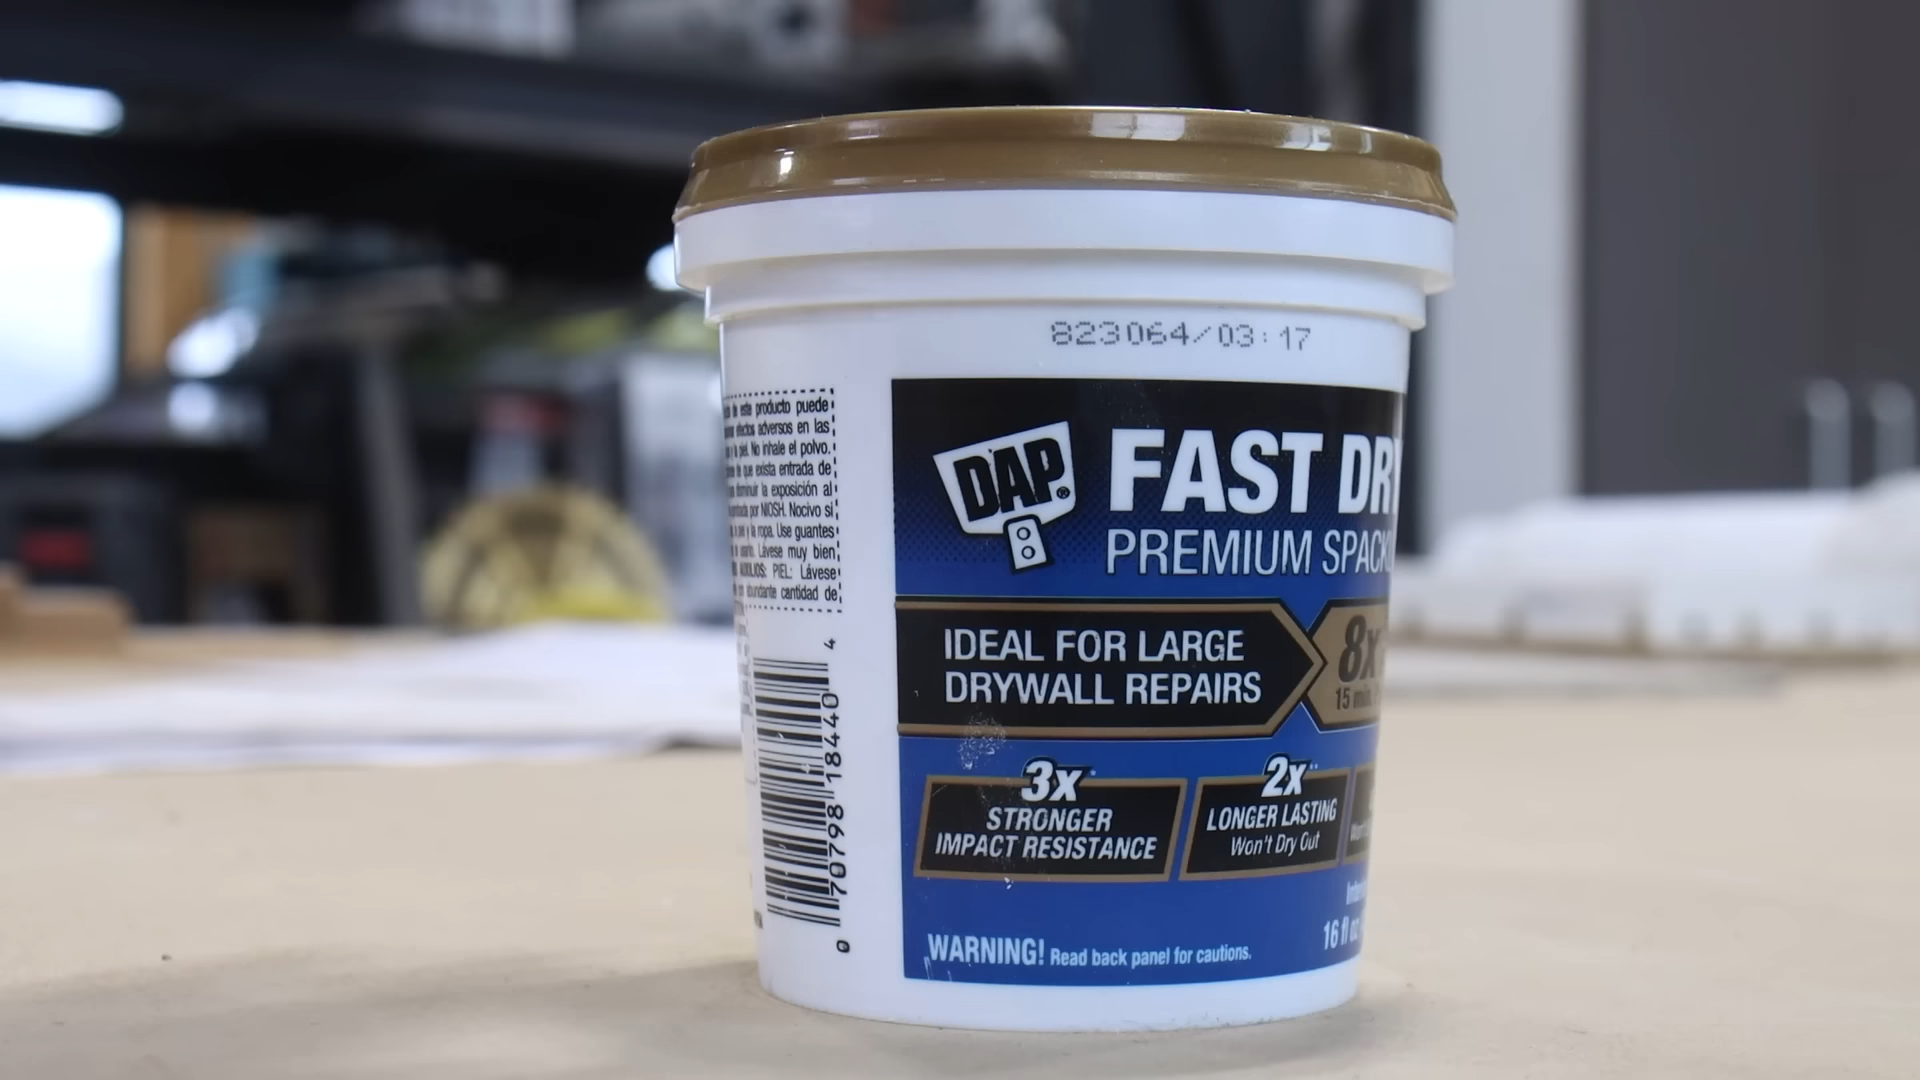 823064/03:17
puede
efectos adversos en las
piel. No inhale el polvo.
de que exista entrada de
disminuir la exposición al
por NIOSH. Nocivo si
la ropa. Use guantes
Lávese muy bien
PIEL: Lávese
abundante cantidad de
0 70798 18440 4
DAP®
FAST DRY
PREMIUM SPACK
IDEAL FOR LARGE
DRYWALL REPAIRS
8x
15 min.
3x*
STRONGER
IMPACT RESISTANCE
2x**
LONGER LASTING
Won't Dry Out
WARNING! Read back panel for cautions.
16 fl oz